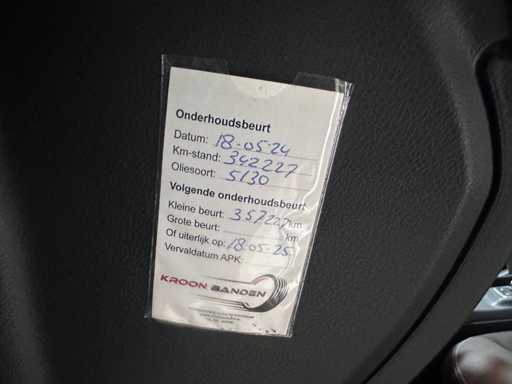 Onderhoudsbeurt
Datum: 18-05-24
Km-stand: 342227
Oliesoort: 5130
Volgende onderhoudsbeurt
Kleine beurt: 357227 km
Grote beurt: km
Of uiterlijk op: 18-05-25
Vervaldatum APK:
KROON BANDEN